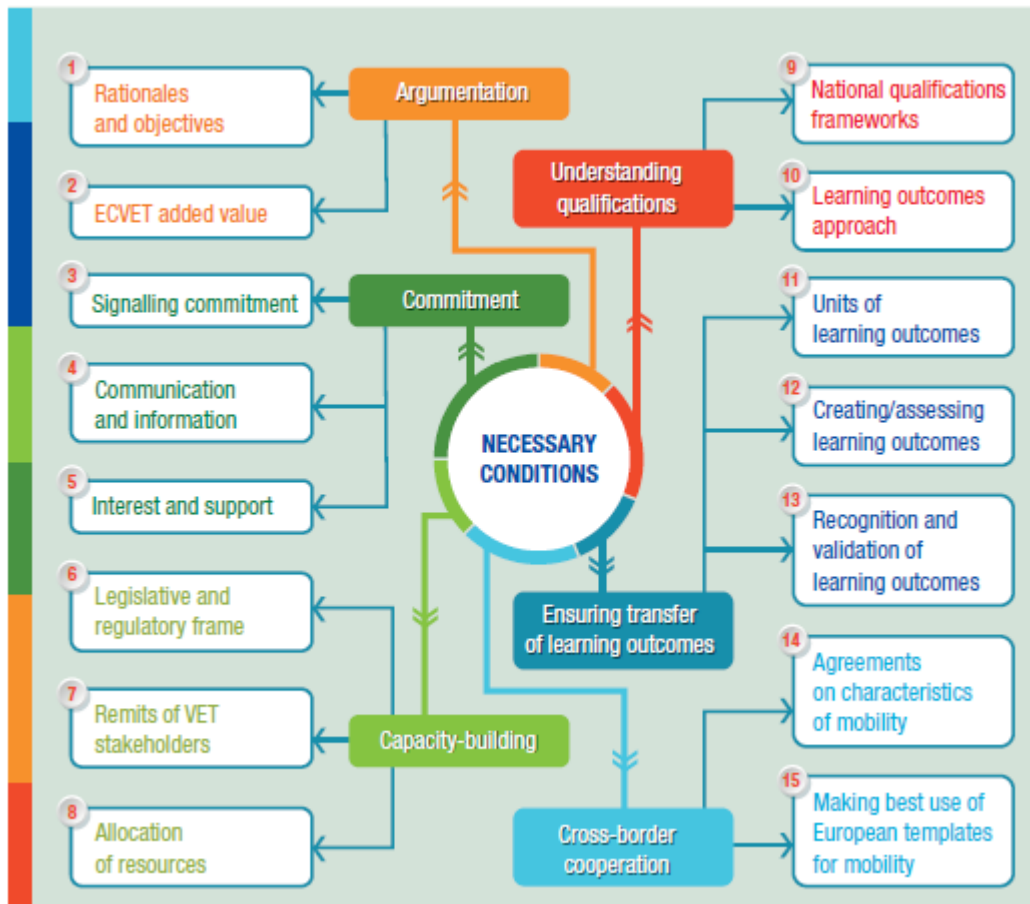 1
Rationales
and objectives
2
ECVET added value
3
Signalling commitment
4
Communication
and information
5
Interest and support
6
Legislative and
regulatory frame
7
Remits of VET
stakeholders
8
Allocation
of resources
Argumentation
Commitment
Capacity-building
NECESSARY
CONDITIONS
Understanding
qualifications
Ensuring transfer
of learning outcomes
Cross-border
cooperation
9
National qualifications
frameworks
10
Learning outcomes
approach
11
Units of
learning outcomes
12
Creating/assessing
learning outcomes
13
Recognition and
validation of
learning outcomes
14
Agreements
on characteristics
of mobility
15
Making best use of
European templates
for mobility